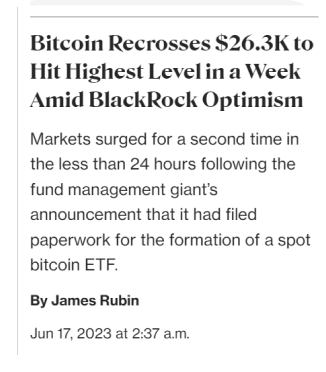 Bitcoin Recrosses $26.3K to
Hit Highest Level in a Week
Amid BlackRock Optimism
Markets surged for a second time in
the less than 24 hours following the
fund management giant's
announcement that it had filed
paperwork for the formation of a spot
bitcoin ETF.
By James Rubin
Jun 17, 2023 at 2:37 a.m.